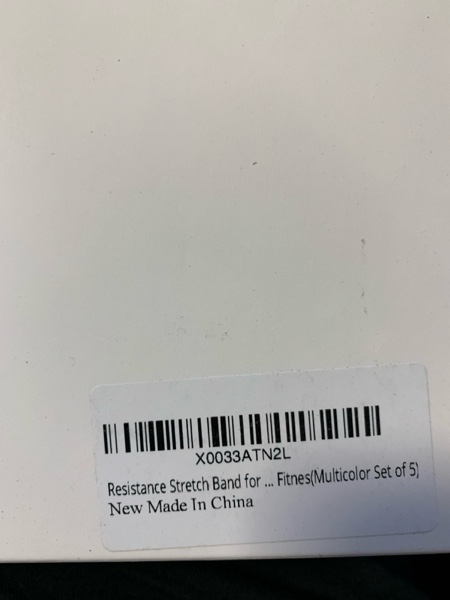 X0033ATN2L
Resistance Stretch Band for ... Fitnes(Multicolor Set of 5)
New Made In China